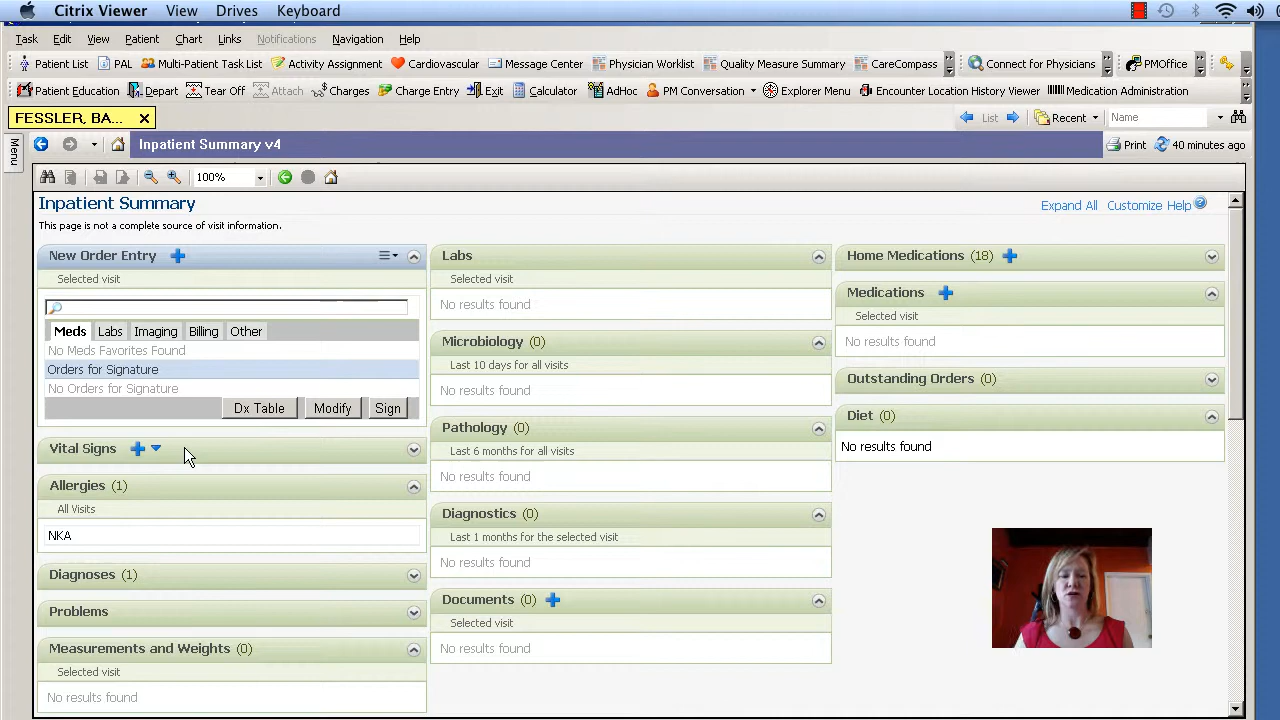 Citrix Viewer View Drives Keyboard
Task Edit View Patient Chart Links Notifications Navigation Help
Patient List PAL Multi-Patient Task List Activity Assignment Cardiovascular Message Center Physician Worklist Quality Measure Summary CareCompass Connect for Physicians PMOffice
Patient Education Depart Tear Off Attach Charges Charge Entry Exit Calculator AdHoc PM Conversation Explorer Menu Encounter Location History Viewer Medication Administration
FESSLER, BA... List Recent Name
Menu
Inpatient Summary v4 Print 40 minutes ago
100%
Inpatient Summary Expand All Customize Help
This page is not a complete source of visit information.
New Order Entry
Selected visit
Meds Labs Imaging Billing Other
No Meds Favorites Found
Orders for Signature
No Orders for Signature
Dx Table Modify Sign
Vital Signs
Allergies (1)
All Visits
NKA
Diagnoses (1)
Problems
Measurements and Weights (0)
Selected visit
No results found
Labs
Selected visit
No results found
Microbiology (0)
Last 10 days for all visits
No results found
Pathology (0)
Last 6 months for all visits
No results found
Diagnostics (0)
Last 1 months for the selected visit
No results found
Documents (0)
Selected visit
No results found
Home Medications (18)
Medications
Selected visit
No results found
Outstanding Orders (0)
Diet (0)
No results found